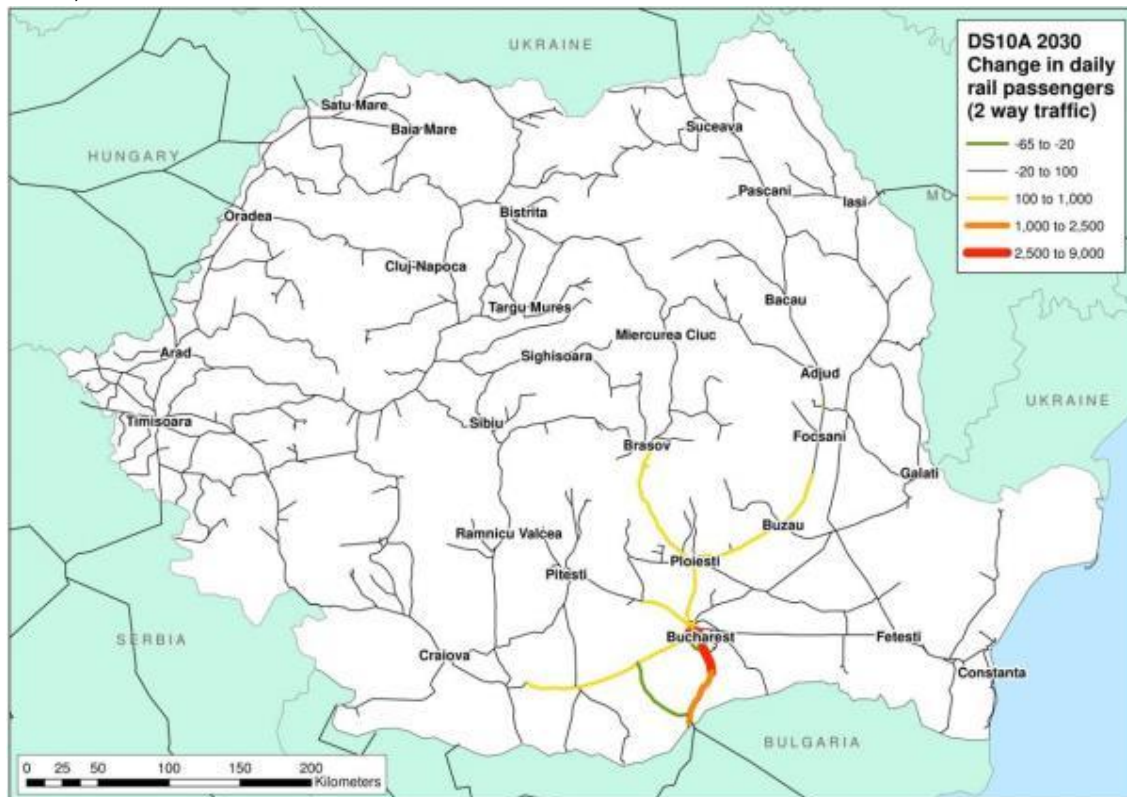 UKRAINE
DS10A 2030
Change in daily
rail passengers
(2 way traffic)
-65 to -20
-20 to 100
100 to 1,000
1,000 to 2,500
2,500 to 9,000
Satu Mare
Baia Mare
Suceava
HUNGARY
Pascani
Iasi
MO
Oradea
Bistrita
Cluj-Napoca
Targu Mures
Bacau
Miercurea Ciuc
Arad
Sighisoara
Adjud
UKRAINE
Timisoara
Sibiu
Focsani
Brasov
Galati
Ramnicu Valcea
Buzau
Ploiesti
Pitesti
SERBIA
Bucharest
Fetesti
Craiova
Constanta
BULGARIA
0 25 50 100 150 200
Kilometers